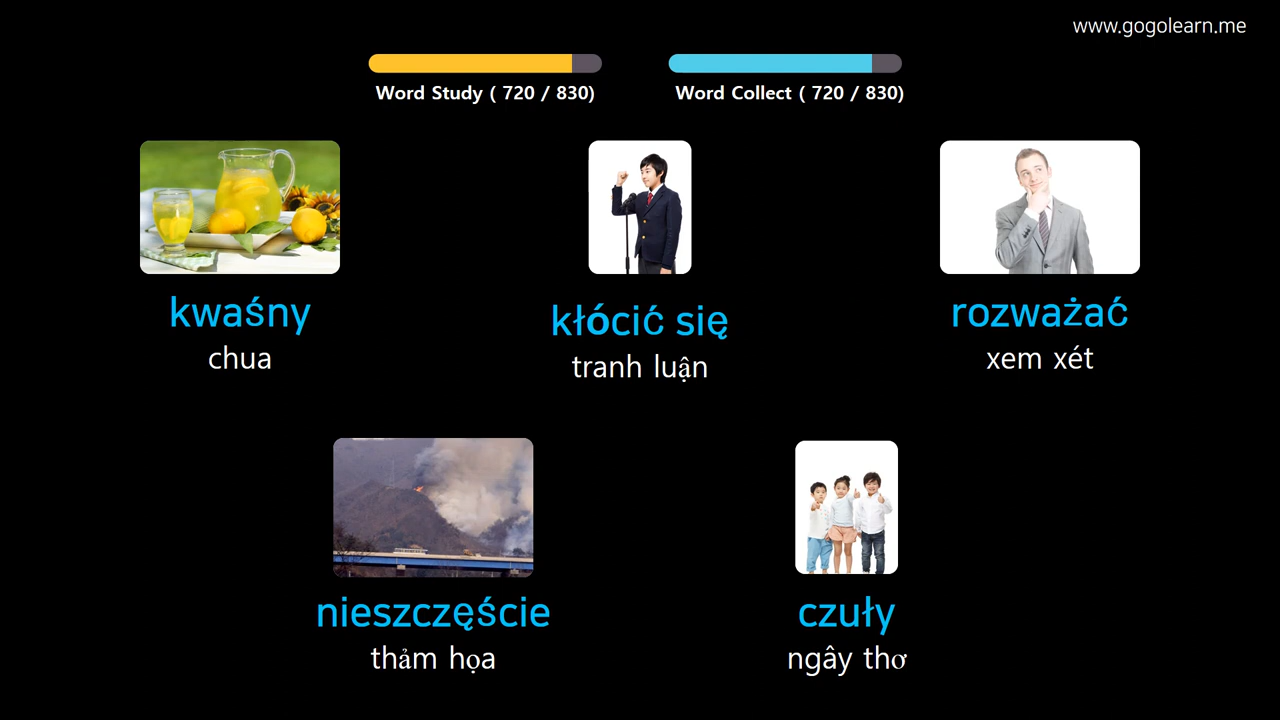 www.gogolearn.me
Word Study ( 720 / 830)
Word Collect ( 720 / 830)
kwaśny
chua
kłócić się
tranh luận
rozważać
xem xét
nieszczęście
thảm họa
czuły
ngây thơ